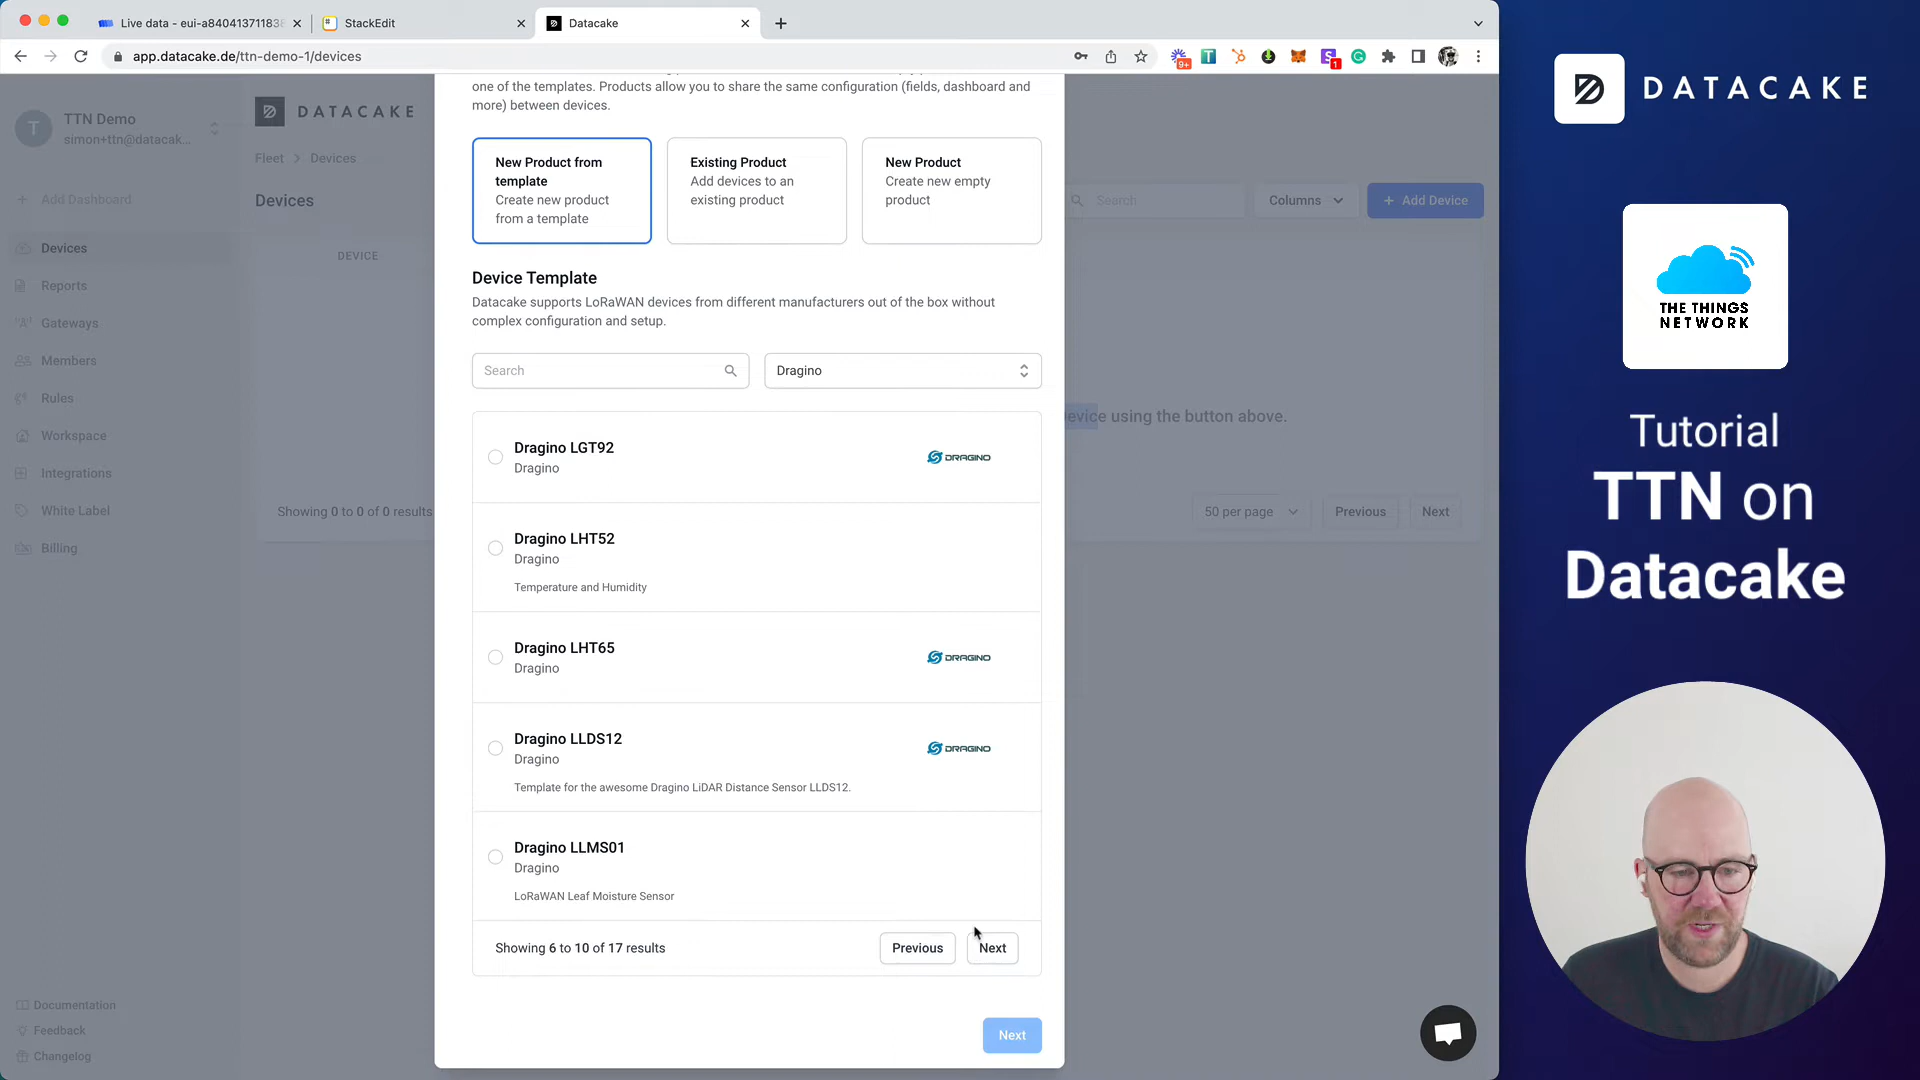 Live data - eui-a84041371183
StackEdit
Datacake
app.datacake.de/ttn-demo-1/devices
9+
1
T
TTN Demo
simon+ttn@datacak...
Add Dashboard
Devices
Reports
Gateways
Members
Rules
Workspace
Integrations
White Label
Billing
Documentation
Feedback
Changelog
DATACAKE
Fleet > Devices
Devices
Search
Columns
+ Add Device
DEVICE
evice using the button above.
Showing 0 to 0 of 0 results
50 per page
Previous
Next
one of the templates. Products allow you to share the same configuration (fields, dashboard and
more) between devices.
New Product from
template
Create new product
from a template
Existing Product
Add devices to an
existing product
New Product
Create new empty
product
Device Template
Datacake supports LoRaWAN devices from different manufacturers out of the box without
complex configuration and setup.
Search
Dragino
Dragino LGT92
Dragino
DRAGINO
Dragino LHT52
Dragino
Temperature and Humidity
Dragino LHT65
Dragino
DRAGINO
Dragino LLDS12
Dragino
DRAGINO
Template for the awesome Dragino LiDAR Distance Sensor LLDS12.
Dragino LLMS01
Dragino
LoRaWAN Leaf Moisture Sensor
Showing 6 to 10 of 17 results
Previous
Next
Next
DATACAKE
THE THINGS
NETWORK
Tutorial
TTN on
Datacake